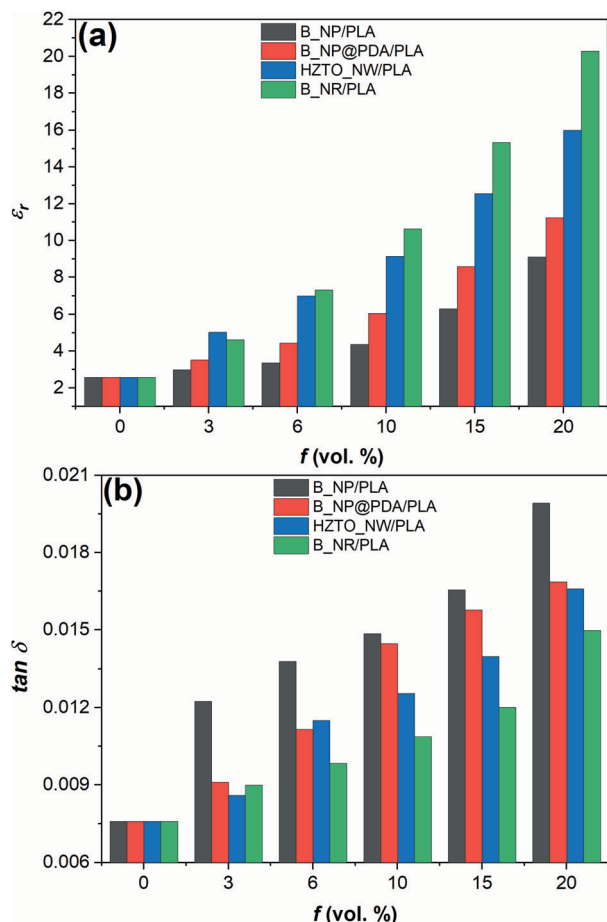 (a)
B_NP/PLA
B_NP@PDA/PLA
HZTO_NW/PLA
B_NR/PLA
22
20
18
16
14
12
10
8
6
4
2
εr
0 3 6 10 15 20
f (vol. %)
(b)
B_NP/PLA
B_NP@PDA/PLA
HZTO_NW/PLA
B_NR/PLA
0.021
0.018
0.015
0.012
0.009
0.006
tan δ
0 3 6 10 15 20
f (vol. %)